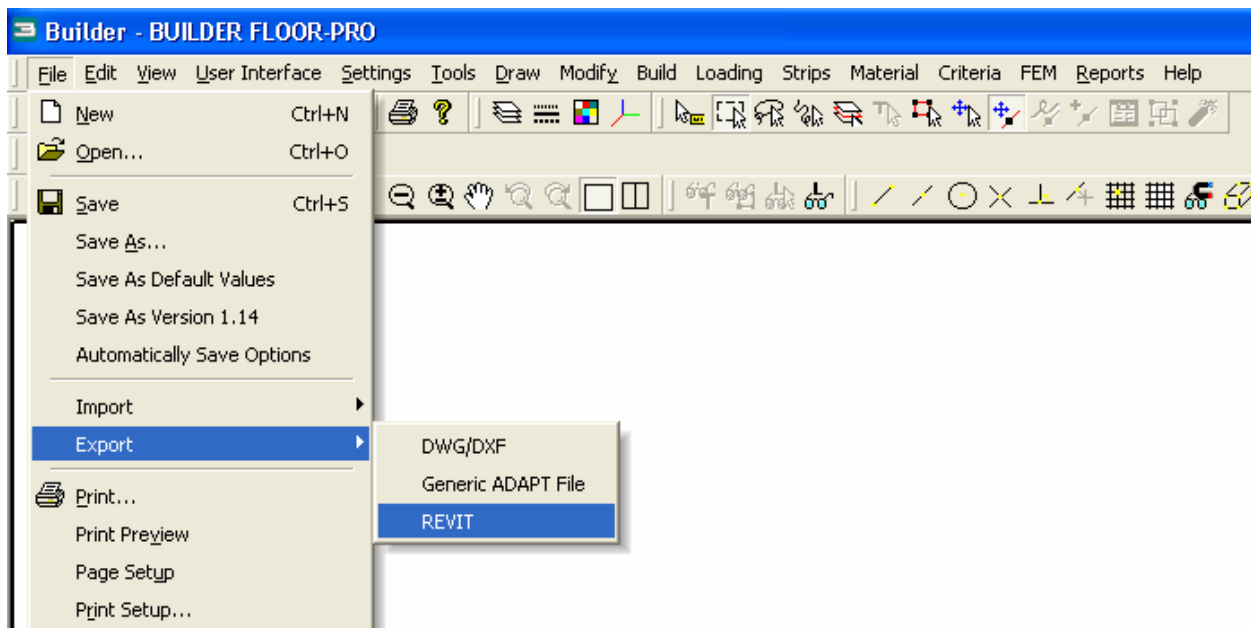 Builder - BUILDER FLOOR-PRO
File Edit View User Interface Settings Tools Draw Modify Build Loading Strips Material Criteria FEM Reports Help
New Ctrl+N
Open... Ctrl+O
Save Ctrl+S
Save As...
Save As Default Values
Save As Version 1.14
Automatically Save Options
Import
Export
DWG/DXF
Generic ADAPT File
REVIT
Print...
Print Preview
Page Setup
Print Setup...